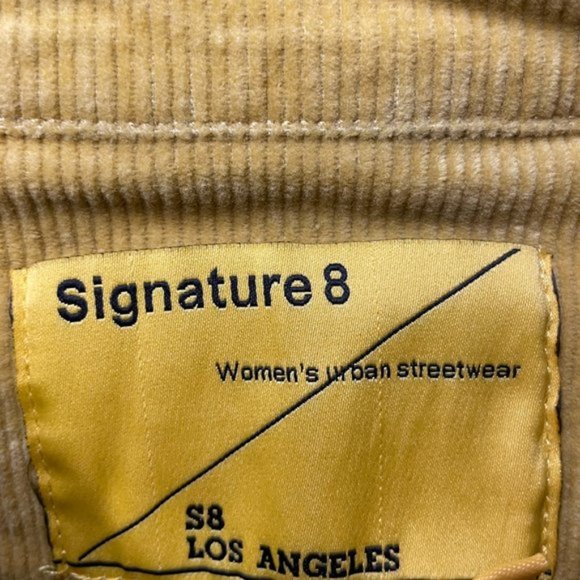 Signature 8
Women's urban streetwear
S8
LOS ANGELES